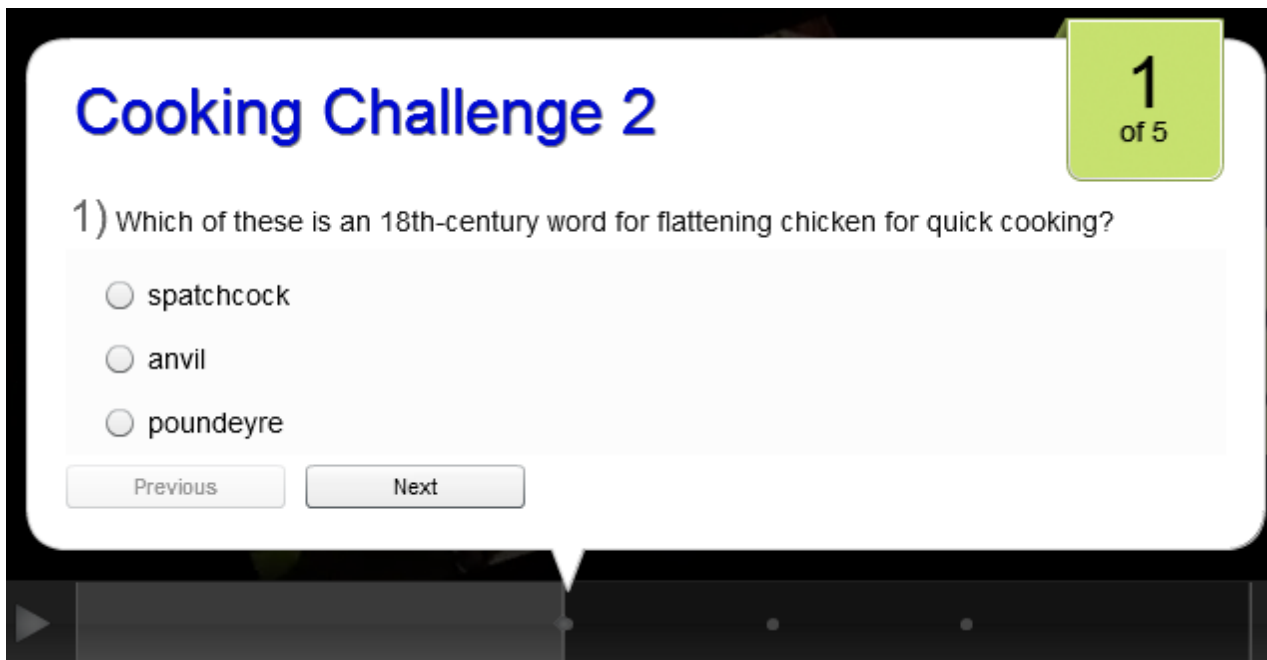 Cooking Challenge 2
1
of 5
1) Which of these is an 18th-century word for flattening chicken for quick cooking?
spatchcock
anvil
poundeyre
Previous
Next